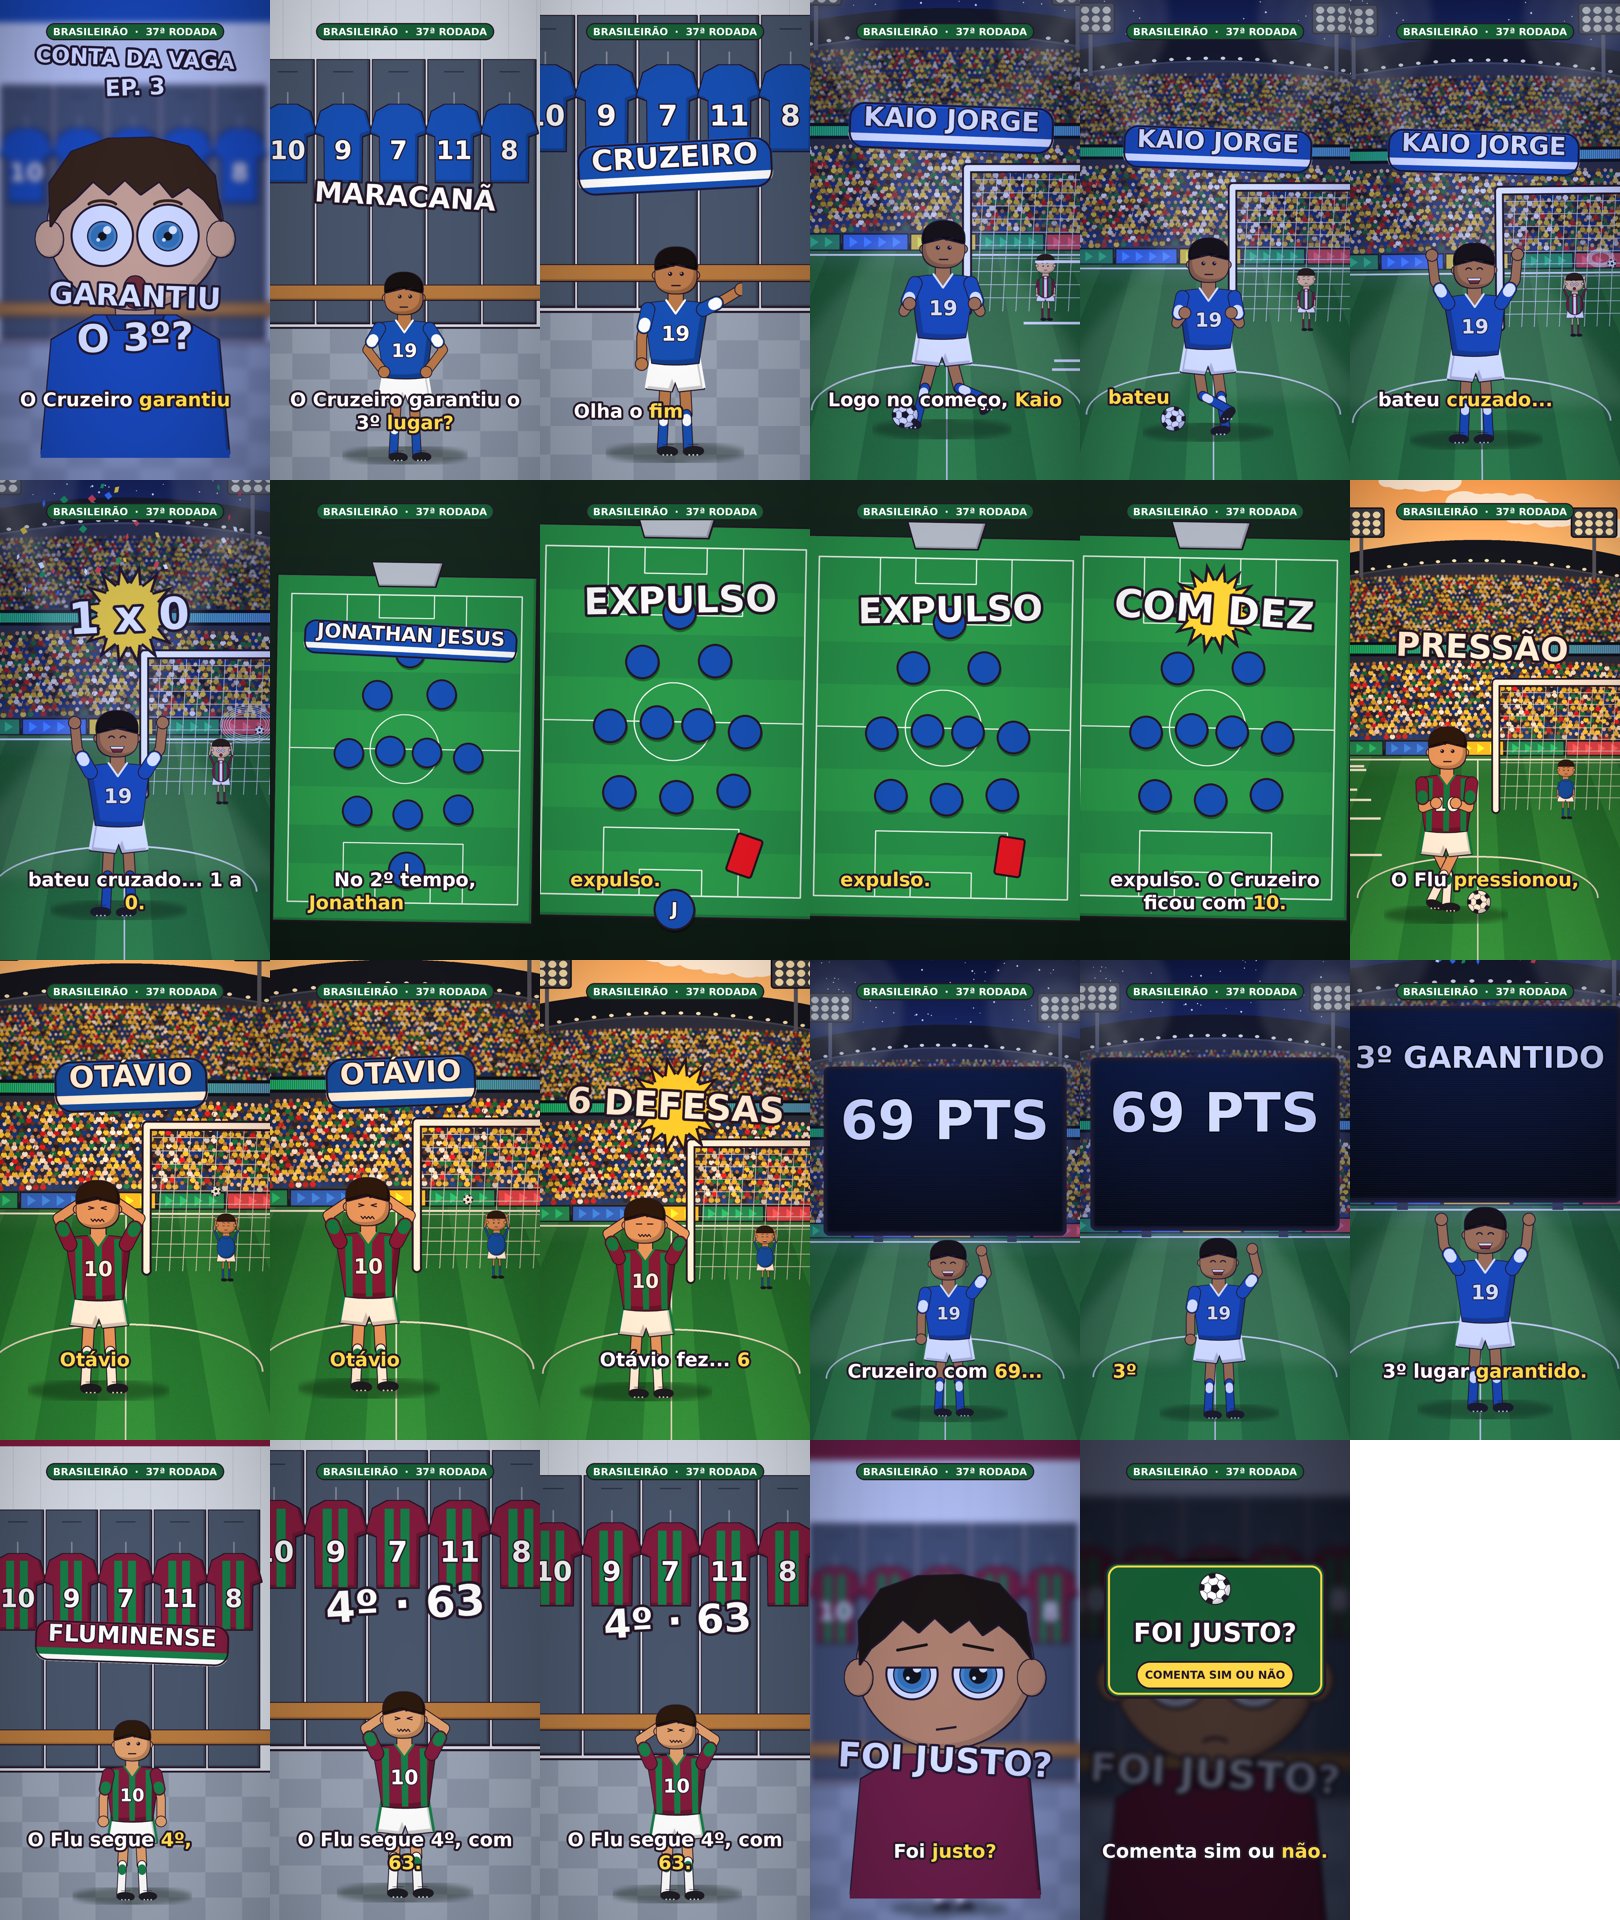 BRASILEIRÃO · 37ª RODADA
CONTA DA VAGA
EP. 3
10
8
GARANTIU
O 3º?
O Cruzeiro garantiu
BRASILEIRÃO · 37ª RODADA
10 9 7 11 8
MARACANÃ
19
O Cruzeiro garantiu o
3º lugar?
BRASILEIRÃO · 37ª RODADA
10 9 7 11 8
CRUZEIRO
19
Olha o fim
BRASILEIRÃO · 37ª RODADA
KAIO JORGE
19
Logo no começo, Kaio
BRASILEIRÃO · 37ª RODADA
KAIO JORGE
19
bateu
BRASILEIRÃO · 37ª RODADA
KAIO JORGE
19
bateu cruzado...
BRASILEIRÃO · 37ª RODADA
1 x 0
19
bateu cruzado... 1 a
0.
BRASILEIRÃO · 37ª RODADA
JONATHAN JESUS
No 2º tempo,
Jonathan
BRASILEIRÃO · 37ª RODADA
EXPULSO
expulso.
J
BRASILEIRÃO · 37ª RODADA
EXPULSO
expulso.
BRASILEIRÃO · 37ª RODADA
COM DEZ
expulso. O Cruzeiro
ficou com 10.
BRASILEIRÃO · 37ª RODADA
PRESSÃO
10
O Flu pressionou,
BRASILEIRÃO · 37ª RODADA
OTÁVIO
10
Otávio
BRASILEIRÃO · 37ª RODADA
OTÁVIO
10
Otávio
BRASILEIRÃO · 37ª RODADA
6 DEFESAS
10
Otávio fez... 6
BRASILEIRÃO · 37ª RODADA
69 PTS
19
Cruzeiro com 69...
BRASILEIRÃO · 37ª RODADA
69 PTS
19
3º
BRASILEIRÃO · 37ª RODADA
3º GARANTIDO
19
3º lugar garantido.
BRASILEIRÃO · 37ª RODADA
10 9 7 11 8
FLUMINENSE
10
O Flu segue 4º,
BRASILEIRÃO · 37ª RODADA
10 9 7 11 8
4º · 63
10
O Flu segue 4º, com
63.
BRASILEIRÃO · 37ª RODADA
10 9 7 11 8
4º · 63
10
O Flu segue 4º, com
63.
BRASILEIRÃO · 37ª RODADA
10
8
FOI JUSTO?
Foi justo?
BRASILEIRÃO · 37ª RODADA
FOI JUSTO?
COMENTA SIM OU NÃO
FOI JUSTO?
Comenta sim ou não.